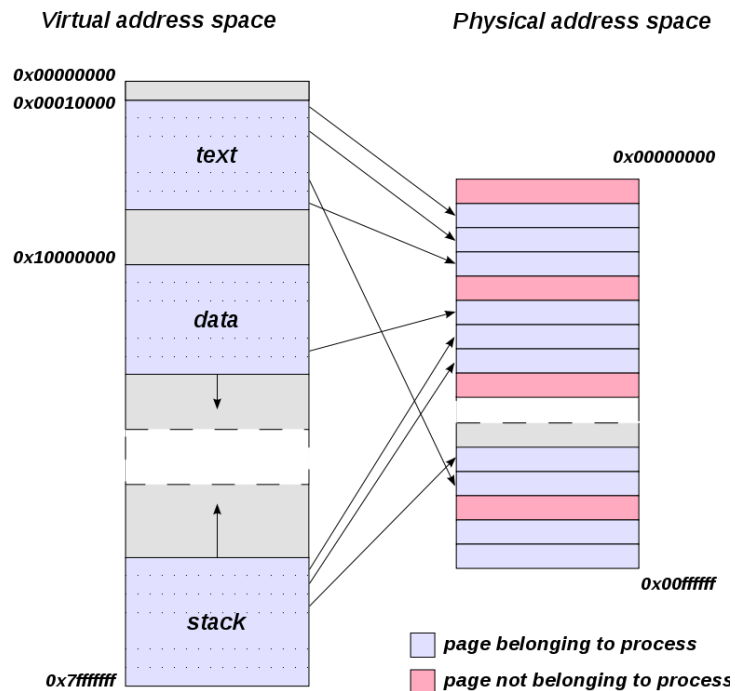 Virtual address space
Physical address space
0x00000000
0x00010000
text
0x00000000
0x10000000
data
stack
0x00ffffff
page belonging to process
0x7fffffff
page not belonging to process